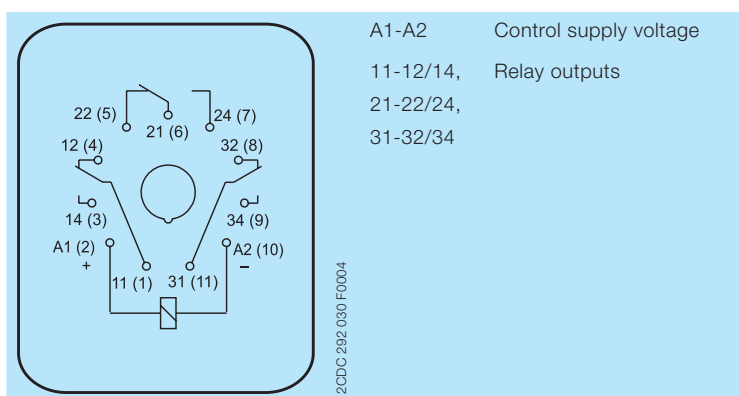 22 (5)
21 (6)
24 (7)
12 (4)
32 (8)
14 (3)
34 (9)
A1 (2)
+
A2 (10)
–
11 (1)
31 (11)
2CDC 292 030 F0004
A1-A2 Control supply voltage
11-12/14, Relay outputs
21-22/24,
31-32/34